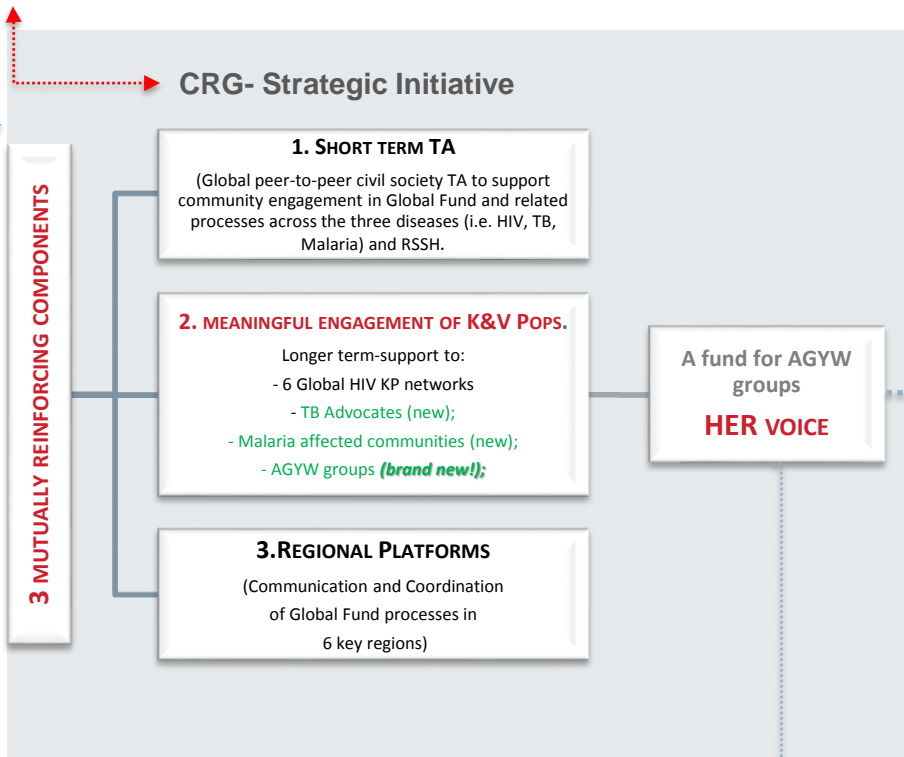 CRG- Strategic Initiative
3 MUTUALLY REINFORCING COMPONENTS
1. SHORT TERM TA
(Global peer-to-peer civil society TA to support
community engagement in Global Fund and related
processes across the three diseases (i.e. HIV, TB,
Malaria) and RSSH.
2. MEANINGFUL ENGAGEMENT OF K&V POPS.
Longer term-support to:
- 6 Global HIV KP networks
- TB Advocates (new);
- Malaria affected communities (new);
- AGYW groups (brand new!);
A fund for AGYW
groups
HER VOICE
3.REGIONAL PLATFORMS
(Communication and Coordination
of Global Fund processes in
6 key regions)